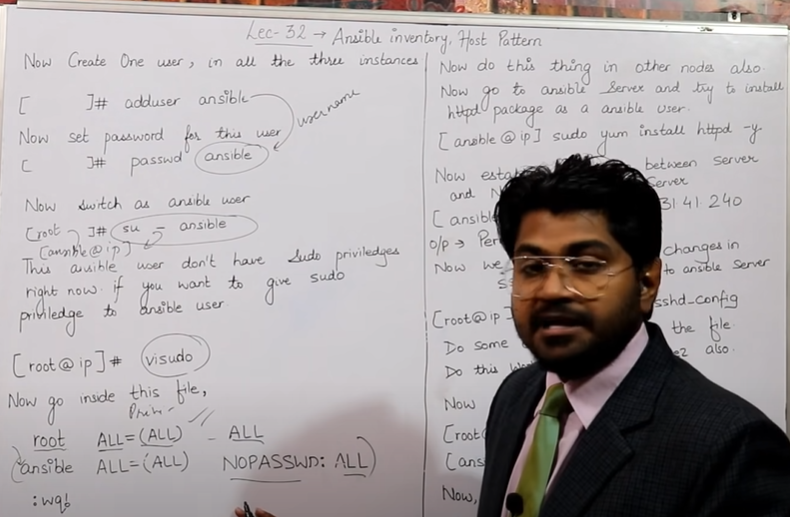 Lec-32 → Ansible inventory, Host Pattern
Now Create One user, in all the three instances
[ ]# adduser ansible
username
Now set password for this user
[ ]# passwd ansible
Now switch as ansible user
[root ]# su - ansible
[ansible@ip]
This ansible user don't have Sudo priviledges
right now. if you want to give sudo
priviledge to ansible user.
[root@ip]# visudo
Now go inside this file,
root ALL=(ALL) ALL
ansible ALL=(ALL) NOPASSWD: ALL
:wq!
Now do this thing in other nodes also.
Now go to ansible Server and try to install
httpd package as a ansible user.
[ansble@ip] sudo yum install httpd -y
Now between server
and Server
[ansibl 31.41.240
o/p →
Now we changes in
to ansible Server
[root@ip sshd-config
Do some the file.
Do this also.
Now
[root
[ans
Now,